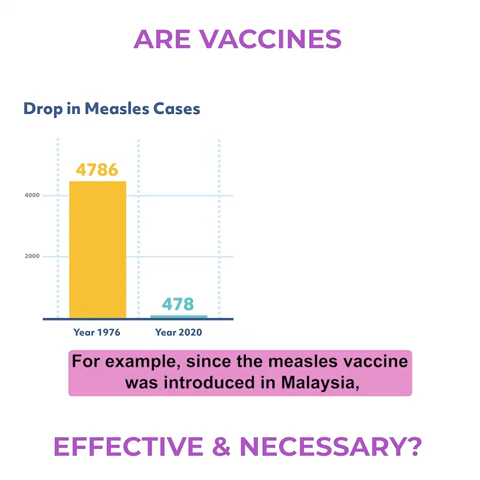 ARE VACCINES
Drop in Measles Cases
4786
4000
2000
478
Year 1976 Year 2020
For example, since the measles vaccine
was introduced in Malaysia,
EFFECTIVE & NECESSARY?